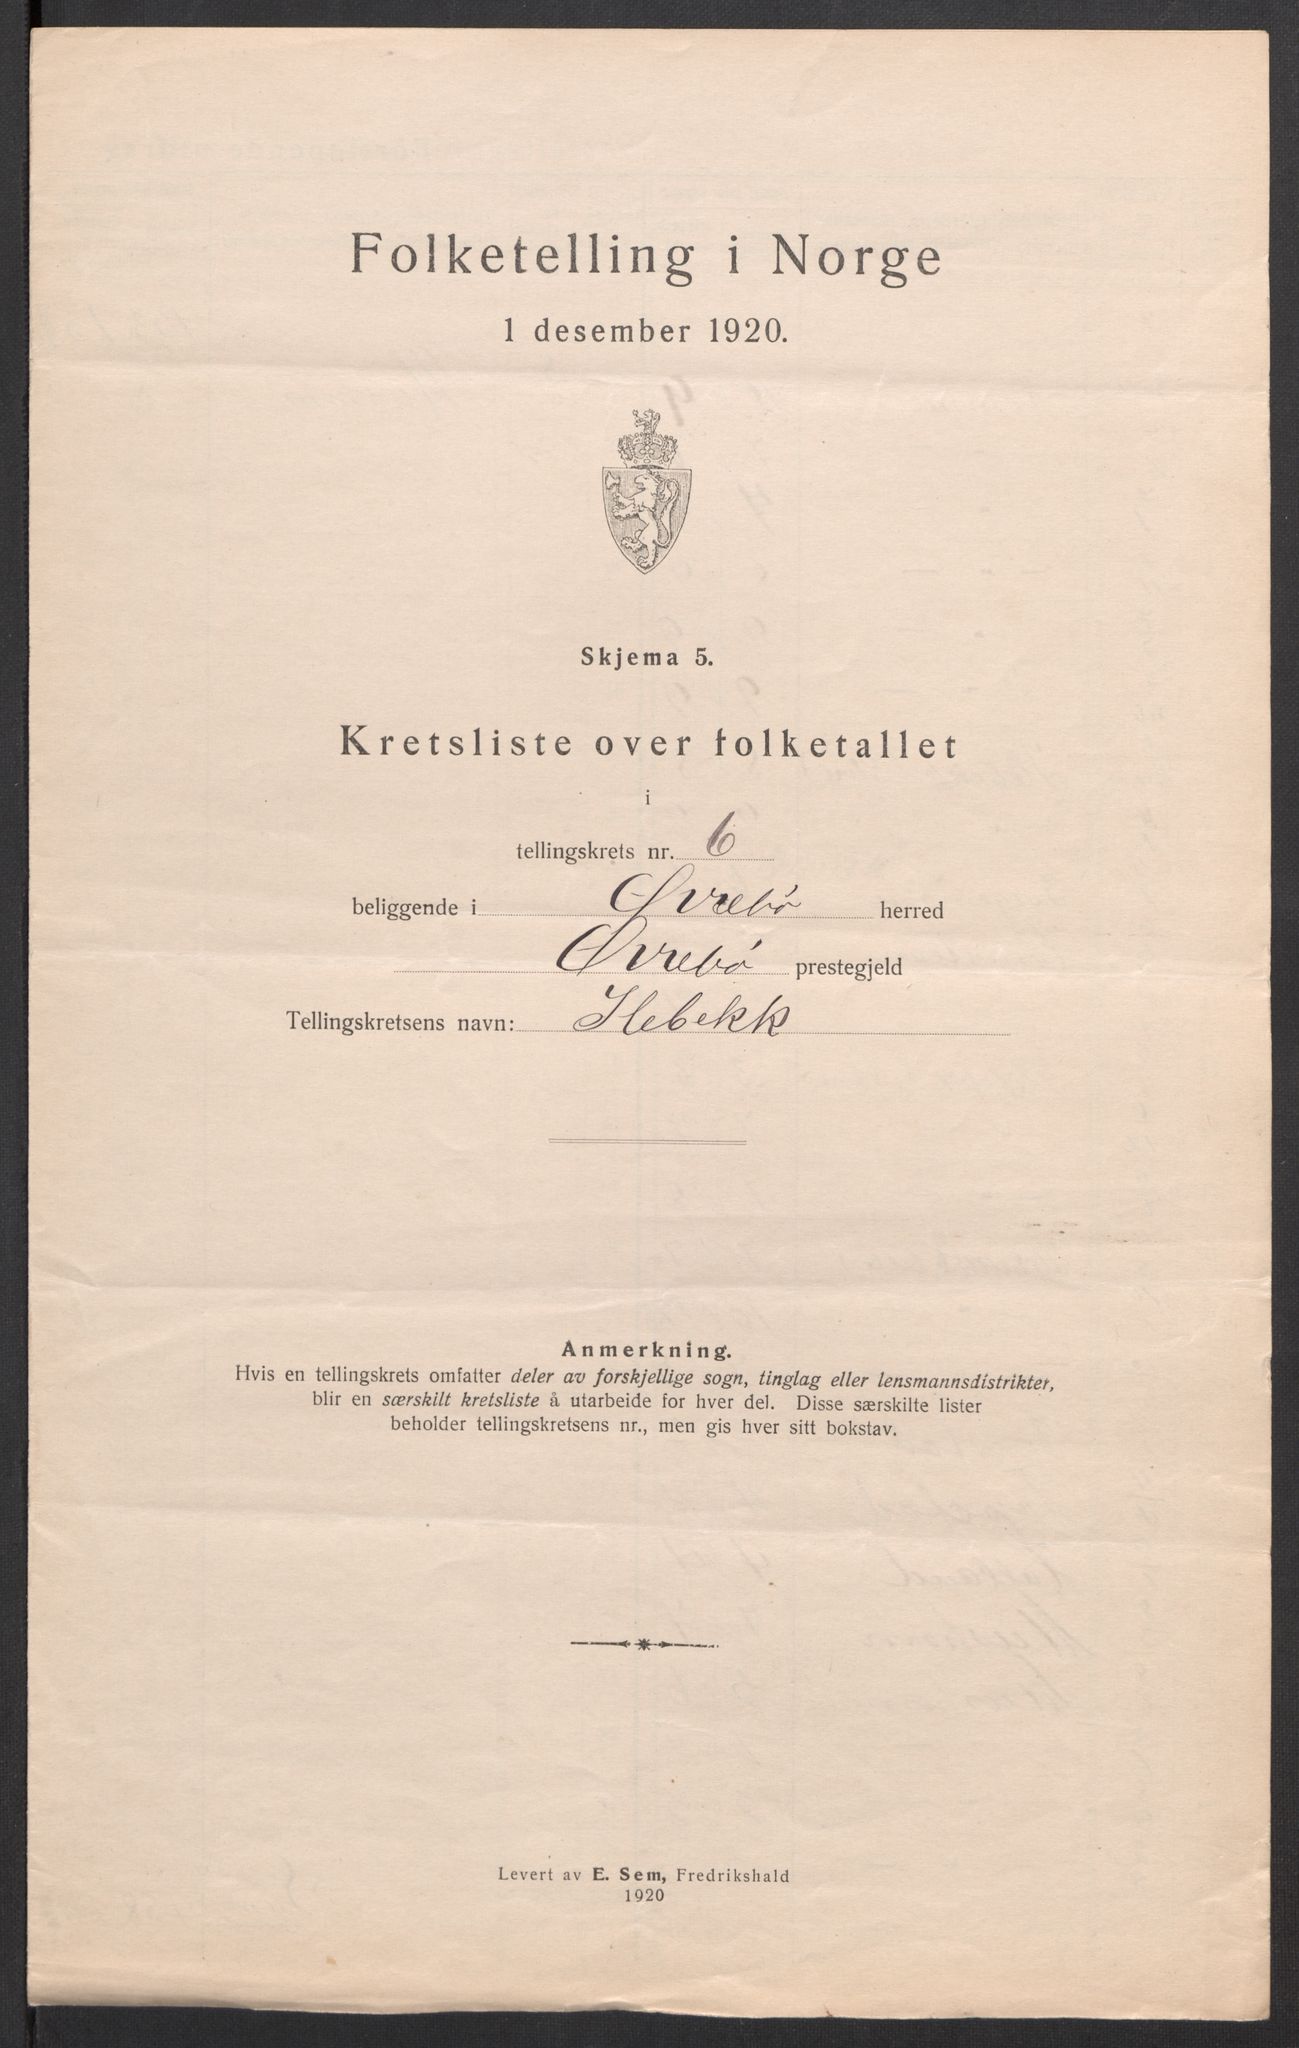 Folketelling i Norge
1 desember 1920.
Skjema 5.
Kretsliste over folketallet
i
tellingskrets nr. 6
beliggende i Øvrebø herred
Øvrebø prestegjeld
Tellingskretsens navn: Ilebekk
Anmerkning.
Hvis en tellingskrets omfatter deler av forskjellige sogn, tinglag eller lensmannsdistrikter,
blir en særskilt kretsliste å utarbeide for hver del. Disse særskilte lister
beholder tellingskretsens nr., men gis hver sitt bokstav.
Levert av E. Sem, Fredrikshald
1920